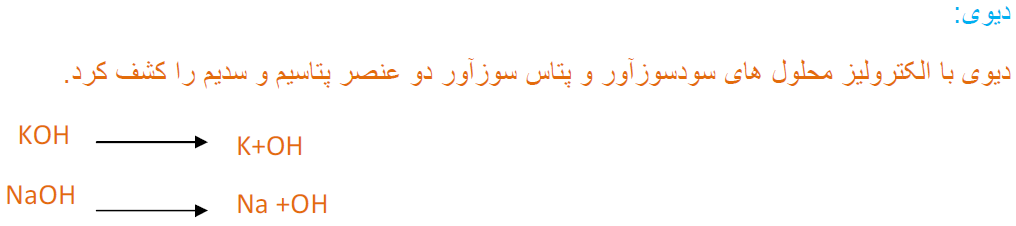 دیوی:
دیوی با الکترولیز محلول های سودسوزآور و پتاس سوزآور دو عنصر پتاسیم و سدیم را کشف کرد.
KOH K+OH
NaOH Na +OH